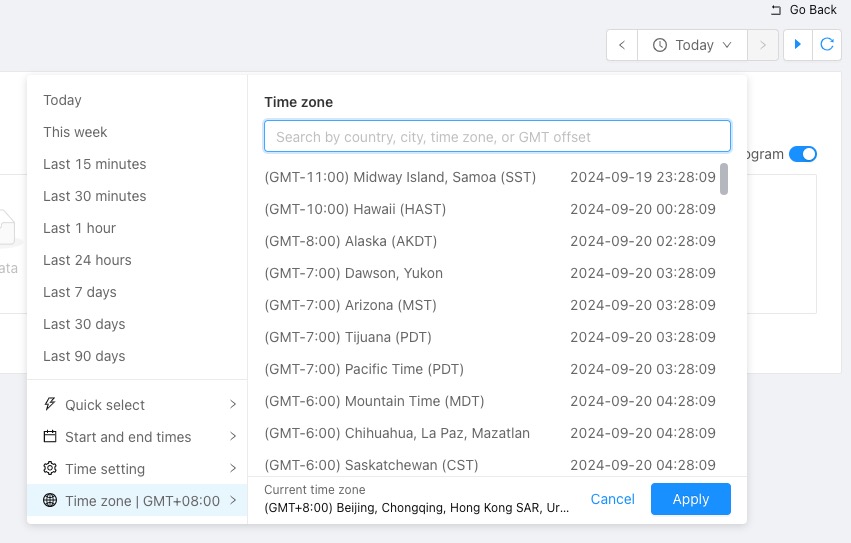 Go Back
Today
Today
This week
Last 15 minutes
Last 30 minutes
Last 1 hour
Last 24 hours
Last 7 days
Last 30 days
Last 90 days
Quick select
Start and end times
Time setting
Time zone | GMT+08:00
Time zone
Search by country, city, time zone, or GMT offset
(GMT-11:00) Midway Island, Samoa (SST) 2024-09-19 23:28:09
(GMT-10:00) Hawaii (HAST) 2024-09-20 00:28:09
(GMT-8:00) Alaska (AKDT) 2024-09-20 02:28:09
(GMT-7:00) Dawson, Yukon 2024-09-20 03:28:09
(GMT-7:00) Arizona (MST) 2024-09-20 03:28:09
(GMT-7:00) Tijuana (PDT) 2024-09-20 03:28:09
(GMT-7:00) Pacific Time (PDT) 2024-09-20 03:28:09
(GMT-6:00) Mountain Time (MDT) 2024-09-20 04:28:09
(GMT-6:00) Chihuahua, La Paz, Mazatlan 2024-09-20 04:28:09
(GMT-6:00) Saskatchewan (CST) 2024-09-20 04:28:09
Current time zone
(GMT+8:00) Beijing, Chongqing, Hong Kong SAR, Ur...
Cancel Apply
ogram
ata